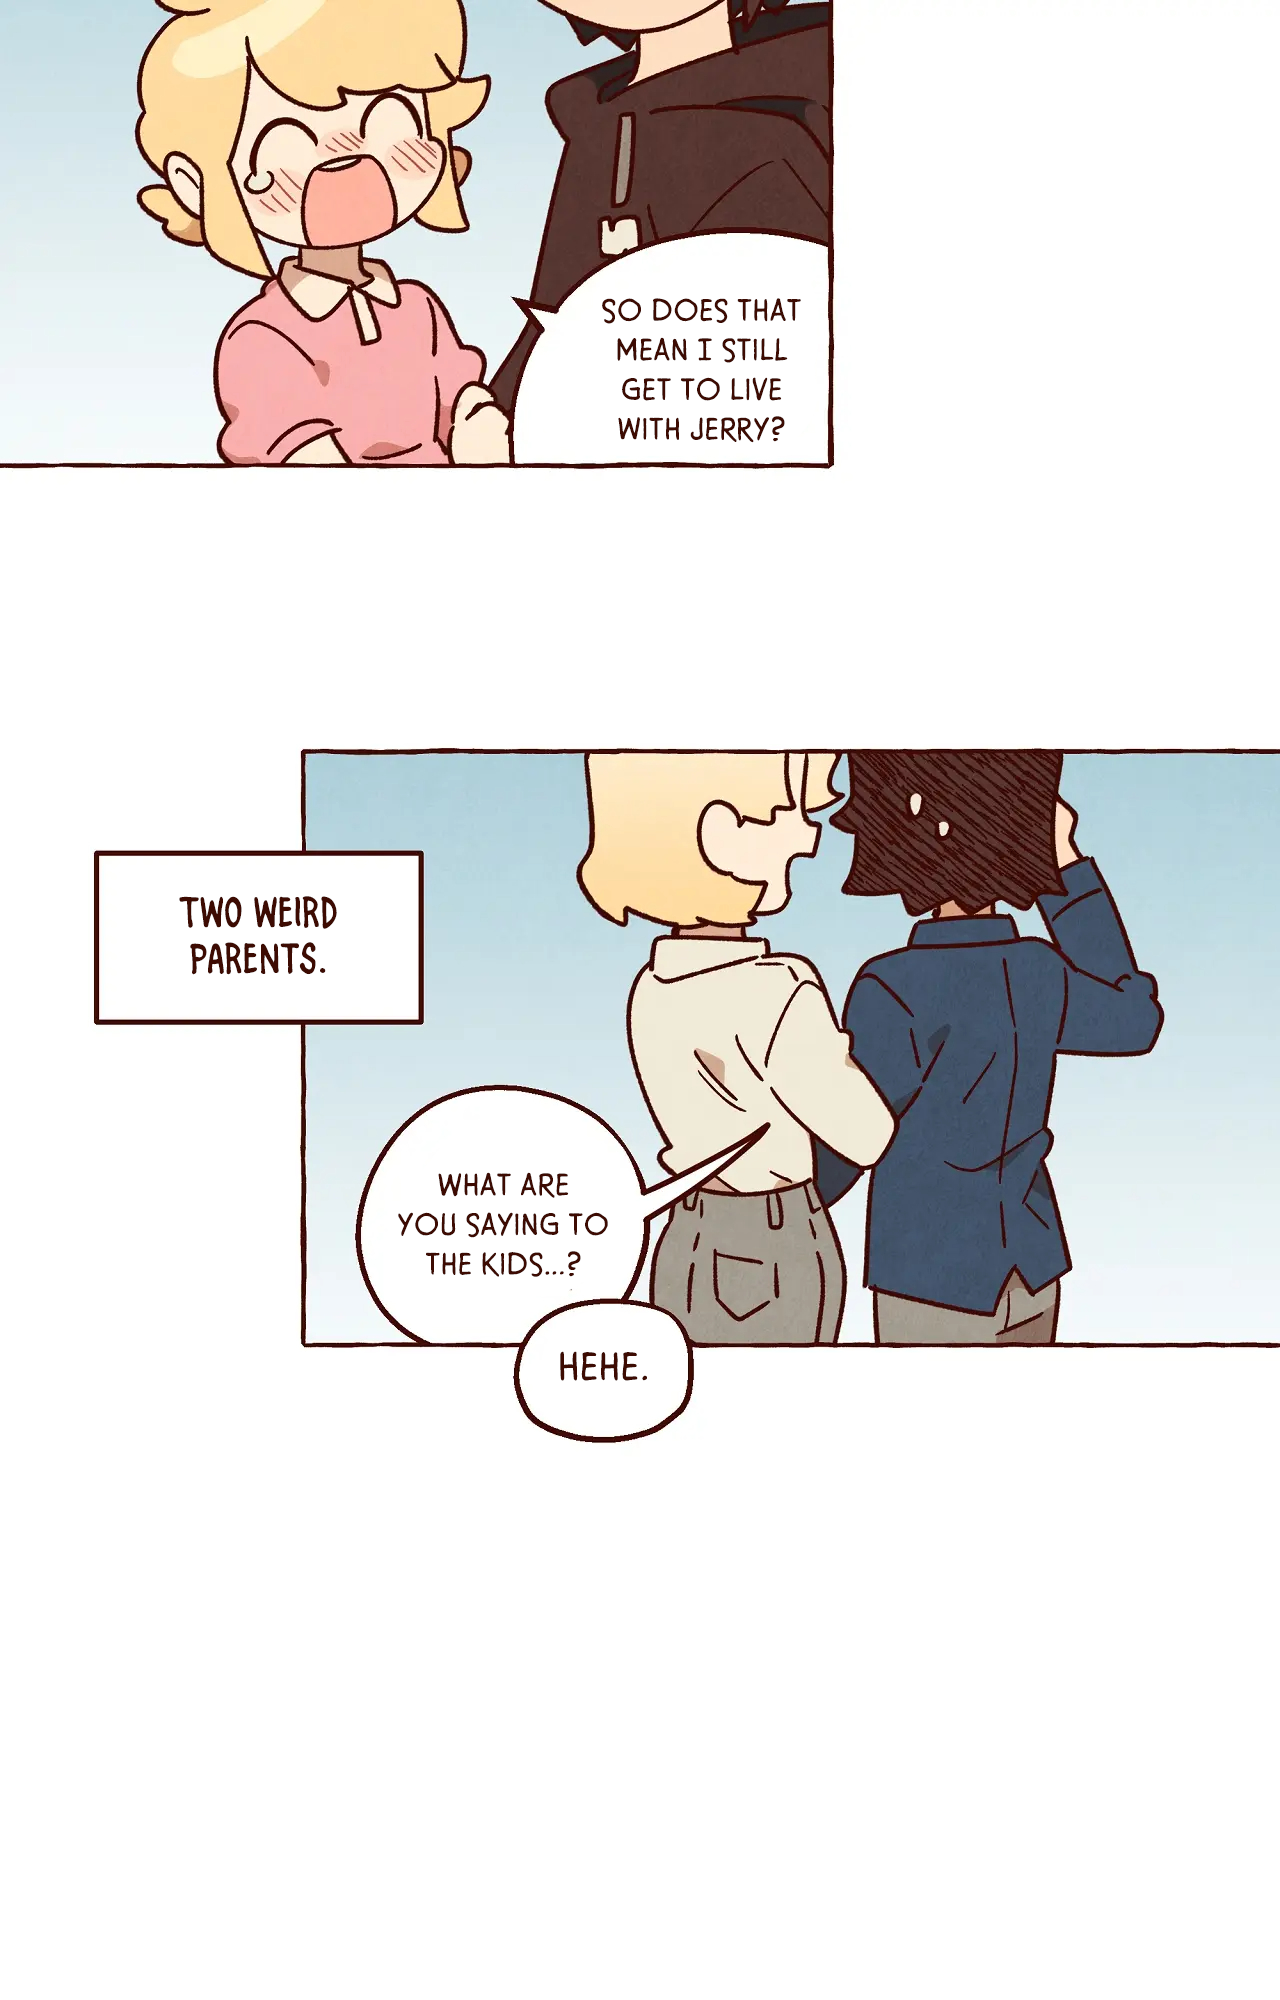 SO DOES THAT
MEAN I STILL
GET TO LIVE
WITH JERRY?
TWO WEIRD
PARENTS.
WHAT ARE
YOU SAYING TO
THE KIDS...?
HEHE.